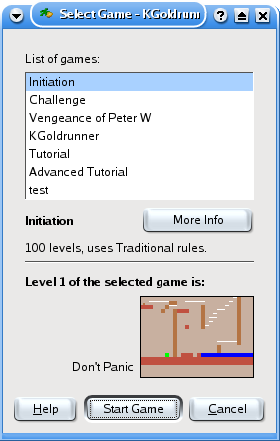 Select Game - KGoldrun
List of games:
Initiation
Challenge
Vengeance of Peter W
KGoldrunner
Tutorial
Advanced Tutorial
test
Initiation
More Info
100 levels, uses Traditional rules.
Level 1 of the selected game is:
Don't Panic
Help
Start Game
Cancel